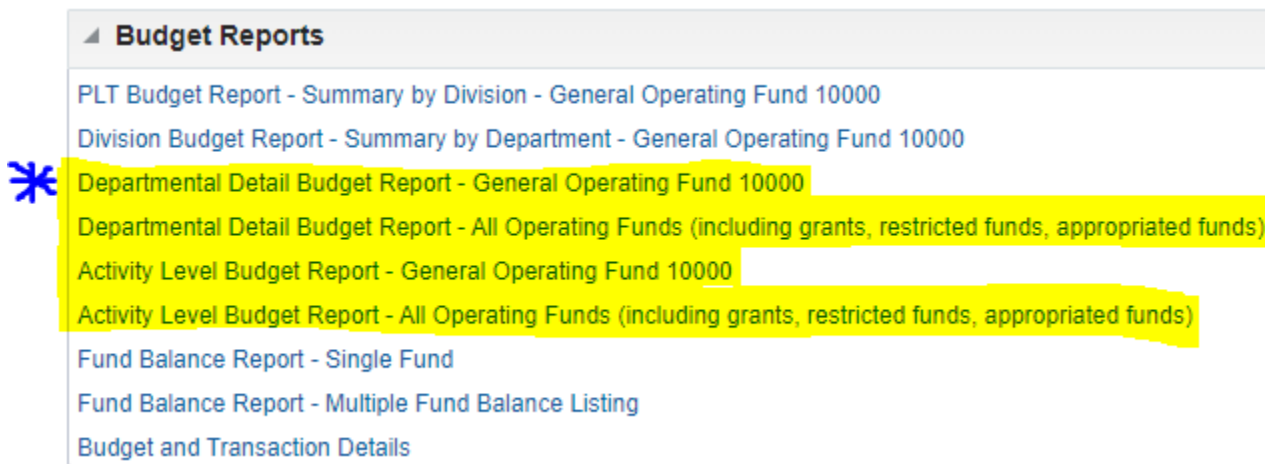 Budget Reports
PLT Budget Report - Summary by Division - General Operating Fund 10000
Division Budget Report - Summary by Department - General Operating Fund 10000
Departmental Detail Budget Report - General Operating Fund 10000
Departmental Detail Budget Report - All Operating Funds (including grants, restricted funds, appropriated funds)
Activity Level Budget Report - General Operating Fund 10000
Activity Level Budget Report - All Operating Funds (including grants, restricted funds, appropriated funds)
Fund Balance Report - Single Fund
Fund Balance Report - Multiple Fund Balance Listing
Budget and Transaction Details